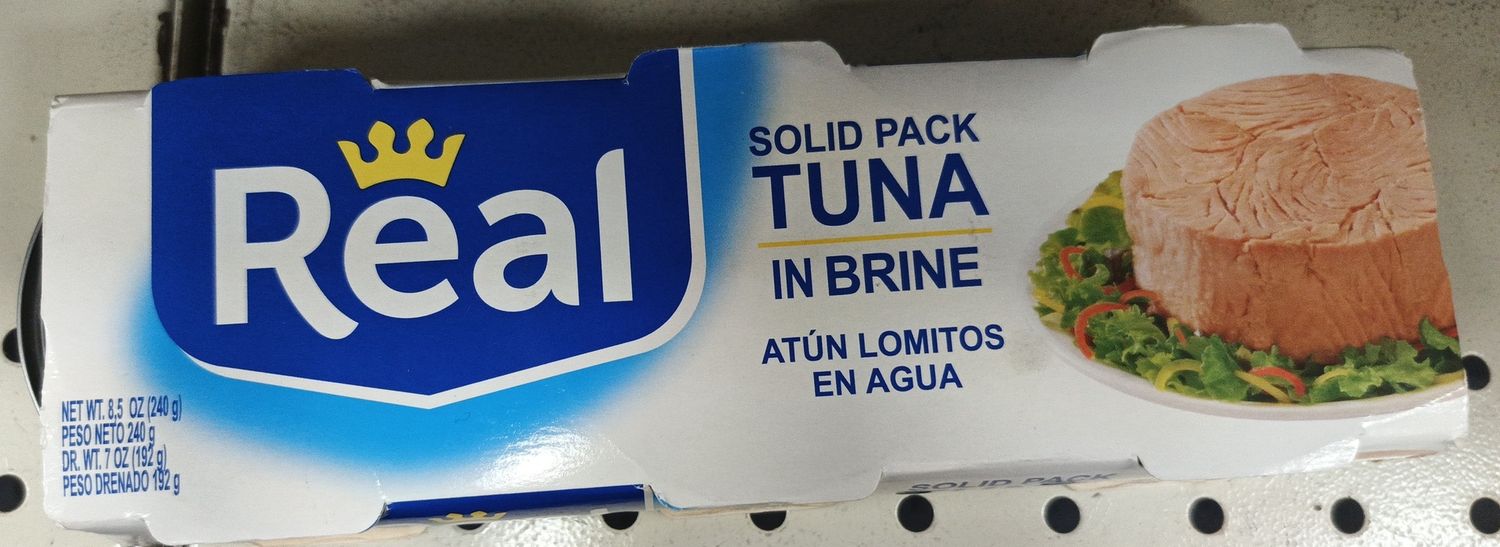 Real
SOLID PACK
TUNA
IN BRINE
ATÚN LOMITOS
EN AGUA
NET WT. 8,5 OZ (240 g)
PESO NETO 240 g
DR. WT. 7 OZ (192 g)
PESO DRENADO 192 g
SOLID PACK